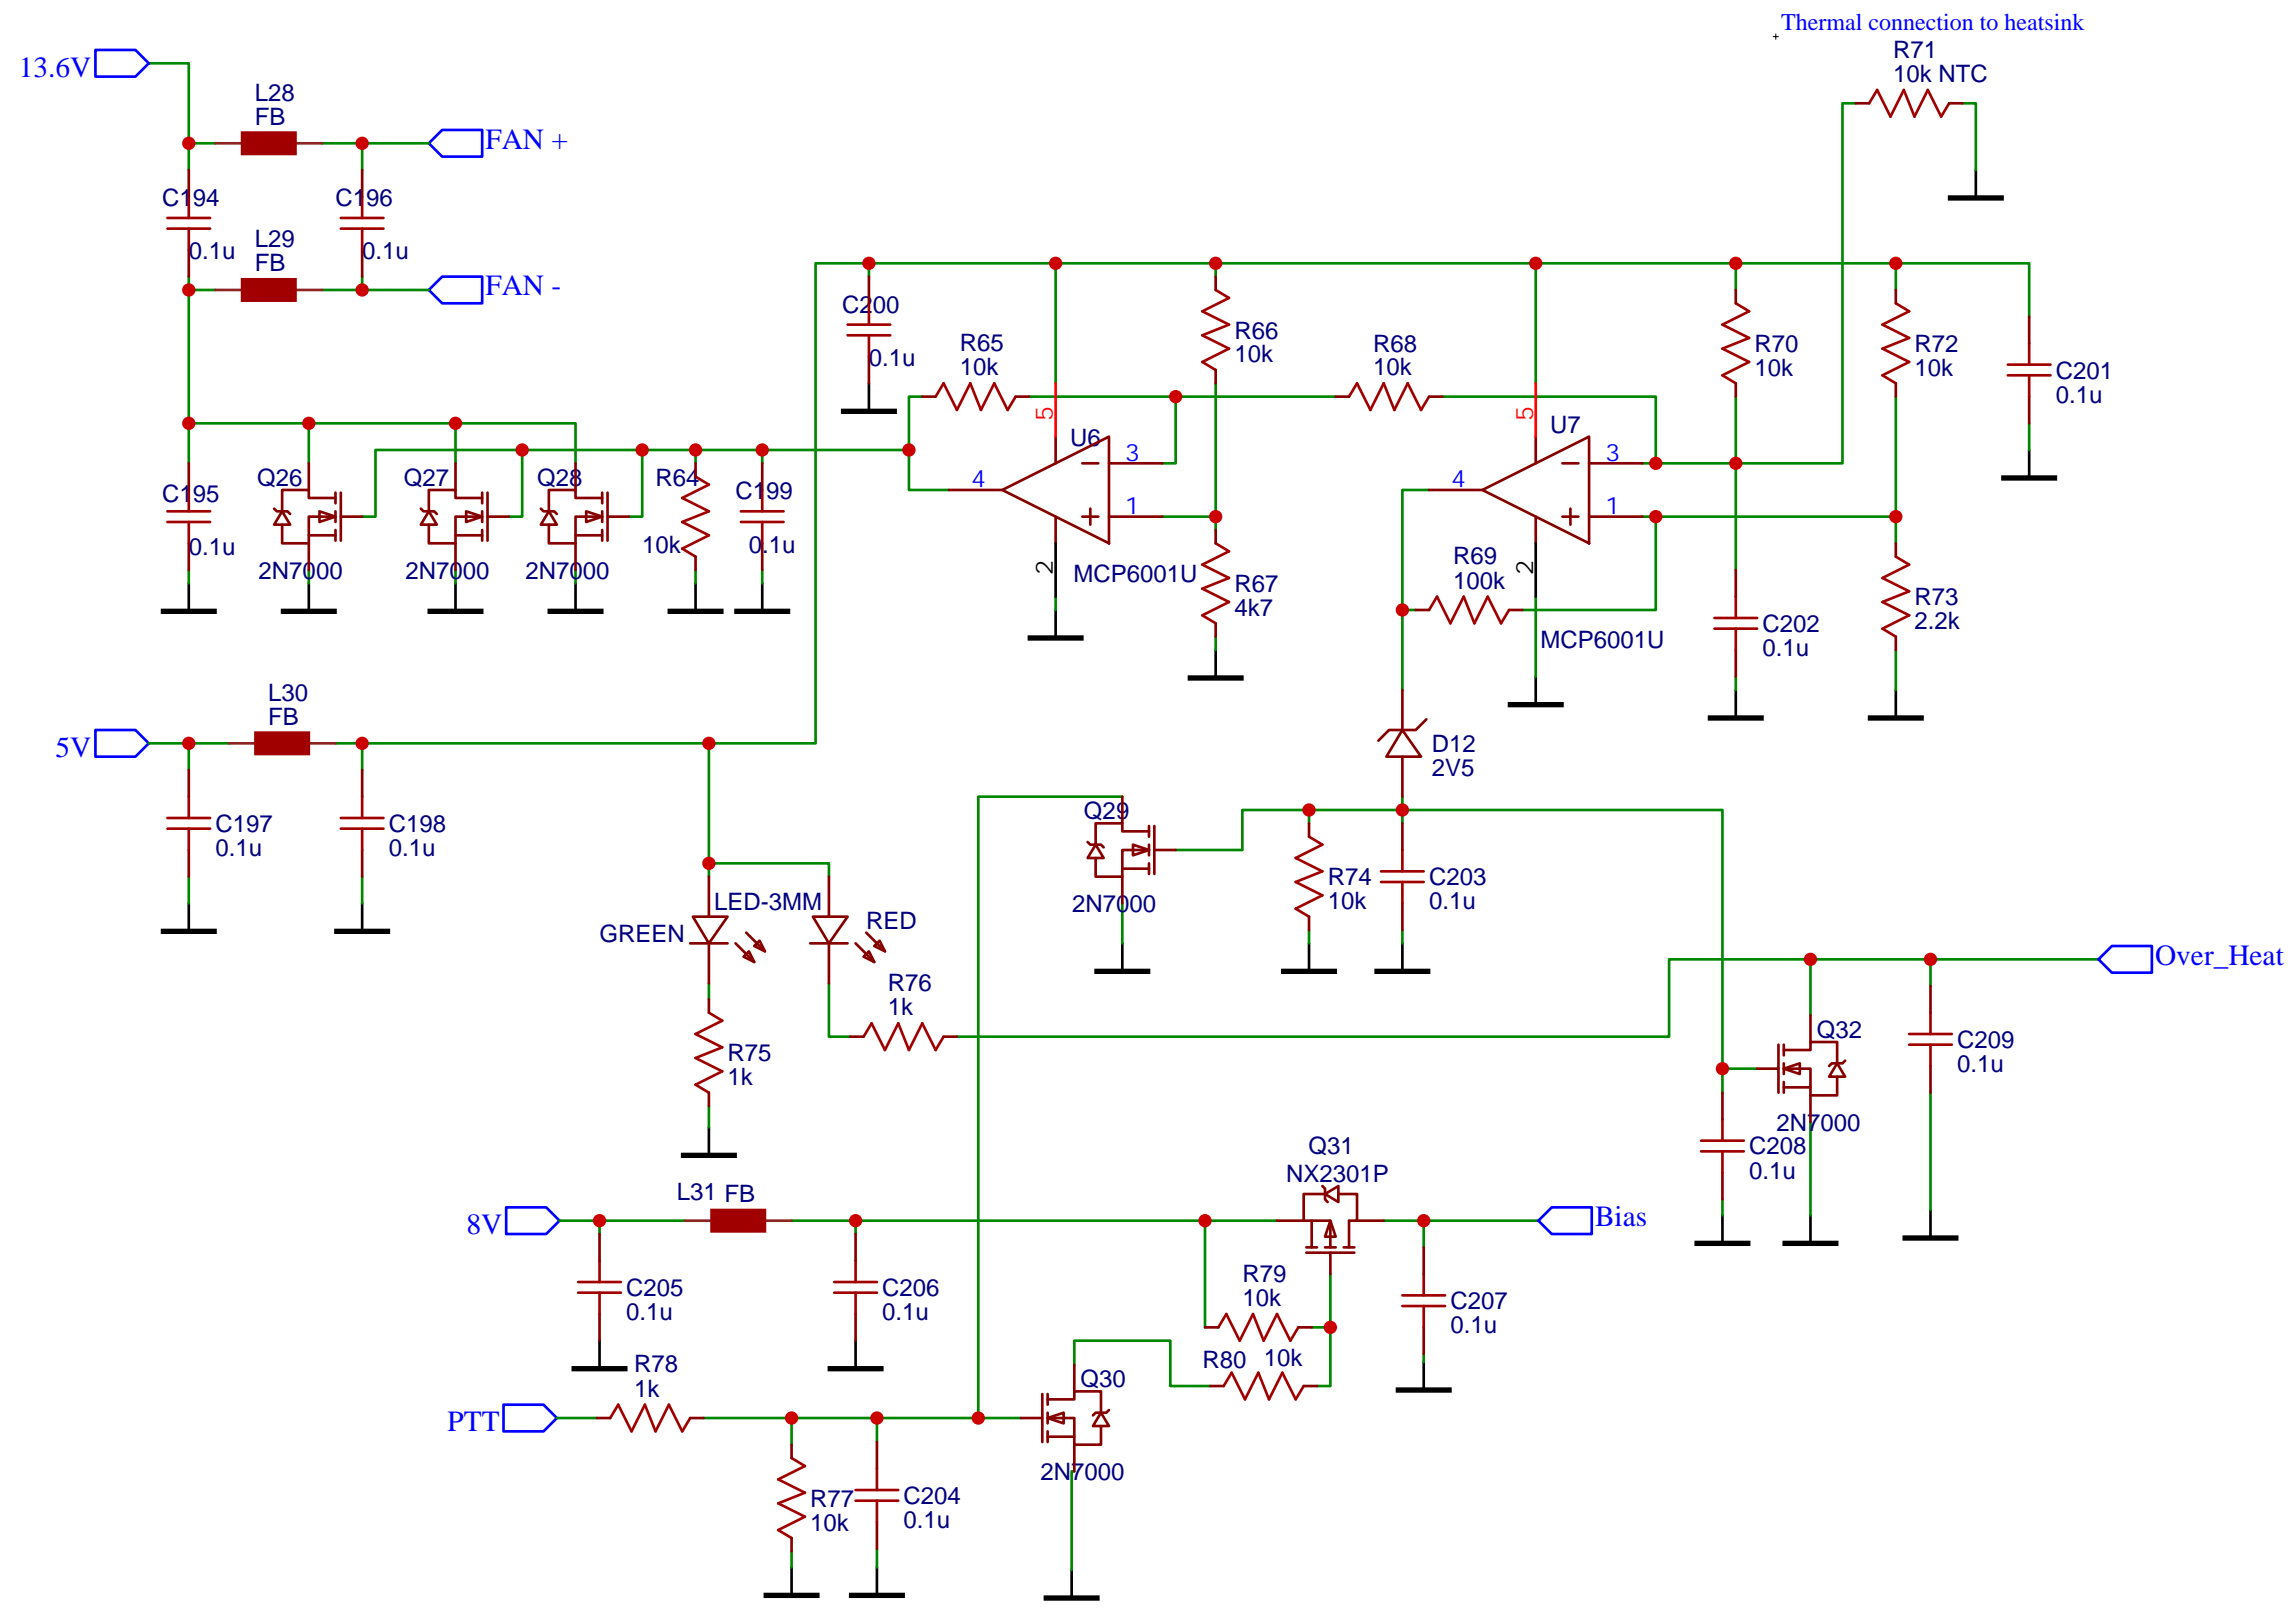 Thermal connection to heatsink
+
R71
10k NTC
13.6V
L28
FB
FAN +
C194
0.1u
C196
0.1u
L29
FB
FAN -
C200
0.1u
R65
10k
R66
10k
R68
10k
R70
10k
R72
10k
C201
0.1u
5
U6
3
4
1
2
MCP6001U
5
U7
3
4
1
2
MCP6001U
Q26
2N7000
Q27
2N7000
Q28
2N7000
C195
0.1u
R64
10k
C199
0.1u
R67
4k7
R69
100k
C202
0.1u
R73
2.2k
5V
L30
FB
C197
0.1u
C198
0.1u
D12
2V5
Q29
2N7000
R74
10k
C203
0.1u
LED-3MM
GREEN
RED
R76
1k
R75
1k
Over_Heat
Q32
2N7000
C209
0.1u
C208
0.1u
Q31
NX2301P
8V
L31 FB
Bias
C205
0.1u
C206
0.1u
R79
10k
C207
0.1u
R80 10k
R78
1k
PTT
Q30
2N7000
R77
10k
C204
0.1u